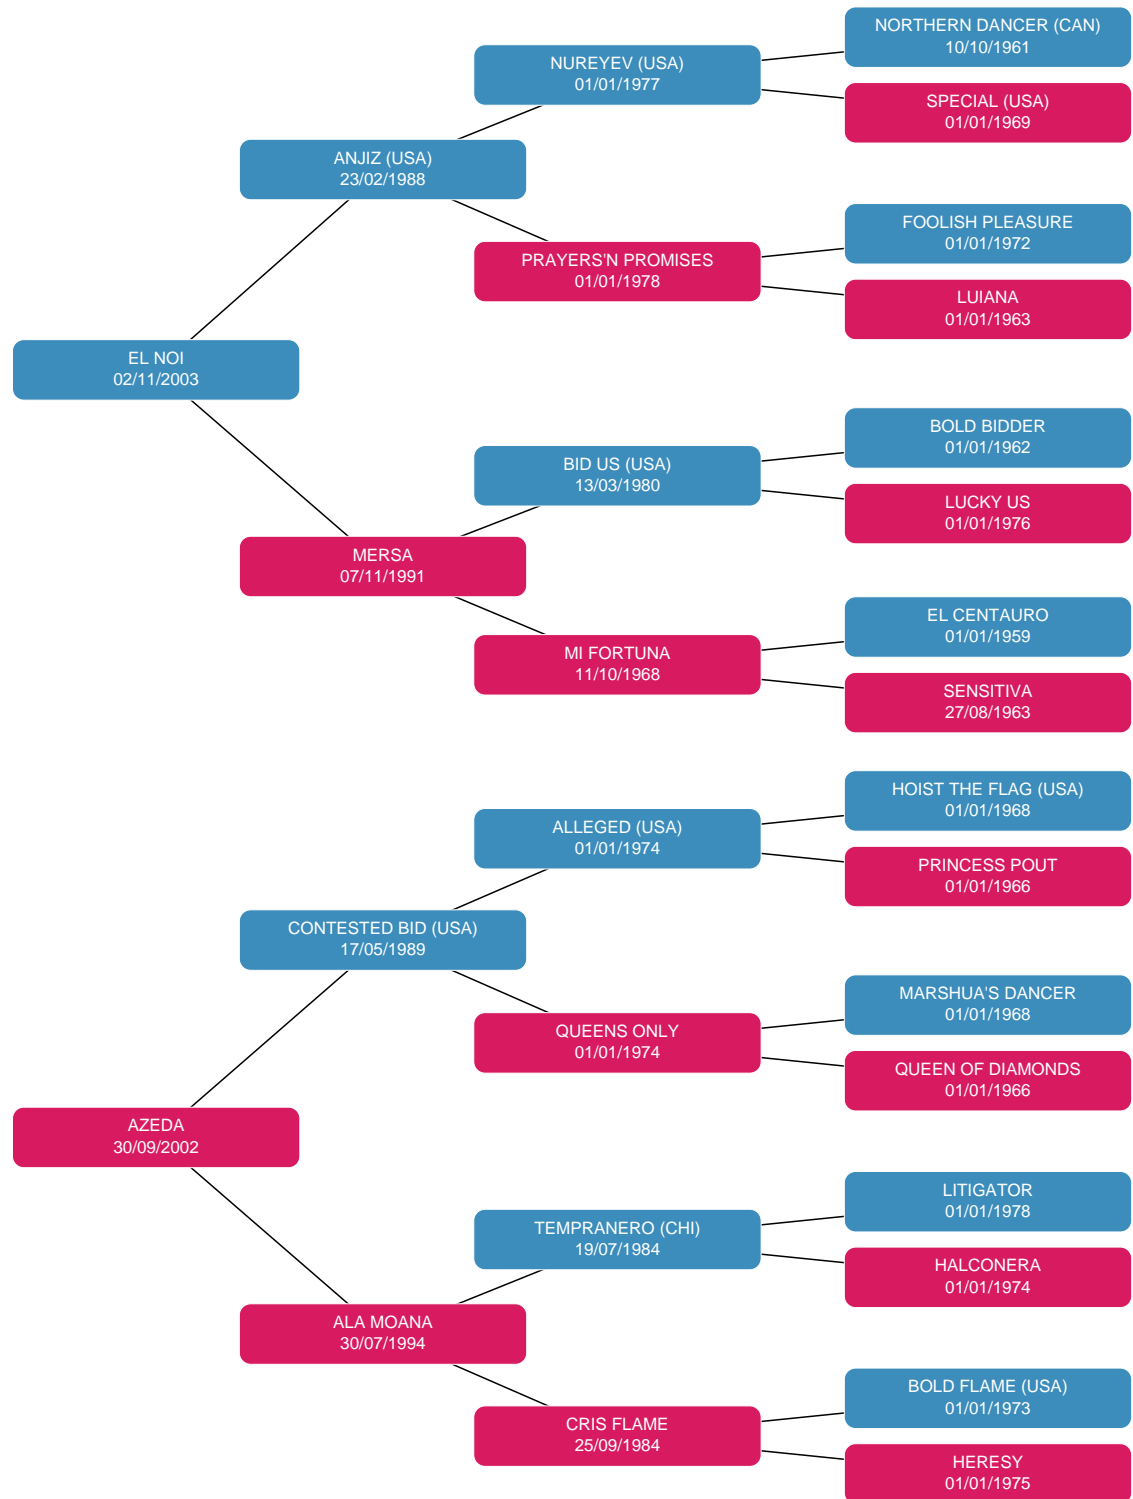 NORTHERN DANCER (CAN)
10/10/1961
NUREYEV (USA)
01/01/1977
SPECIAL (USA)
01/01/1969
ANJIZ (USA)
23/02/1988
FOOLISH PLEASURE
01/01/1972
PRAYERS'N PROMISES
01/01/1978
LUIANA
01/01/1963
EL NOI
02/11/2003
BOLD BIDDER
01/01/1962
BID US (USA)
13/03/1980
LUCKY US
01/01/1976
MERSA
07/11/1991
EL CENTAURO
01/01/1959
MI FORTUNA
11/10/1968
SENSITIVA
27/08/1963
HOIST THE FLAG (USA)
01/01/1968
ALLEGED (USA)
01/01/1974
PRINCESS POUT
01/01/1966
CONTESTED BID (USA)
17/05/1989
MARSHUA'S DANCER
01/01/1968
QUEENS ONLY
01/01/1974
QUEEN OF DIAMONDS
01/01/1966
AZEDA
30/09/2002
LITIGATOR
01/01/1978
TEMPRANERO (CHI)
19/07/1984
HALCONERA
01/01/1974
ALA MOANA
30/07/1994
BOLD FLAME (USA)
01/01/1973
CRIS FLAME
25/09/1984
HERESY
01/01/1975